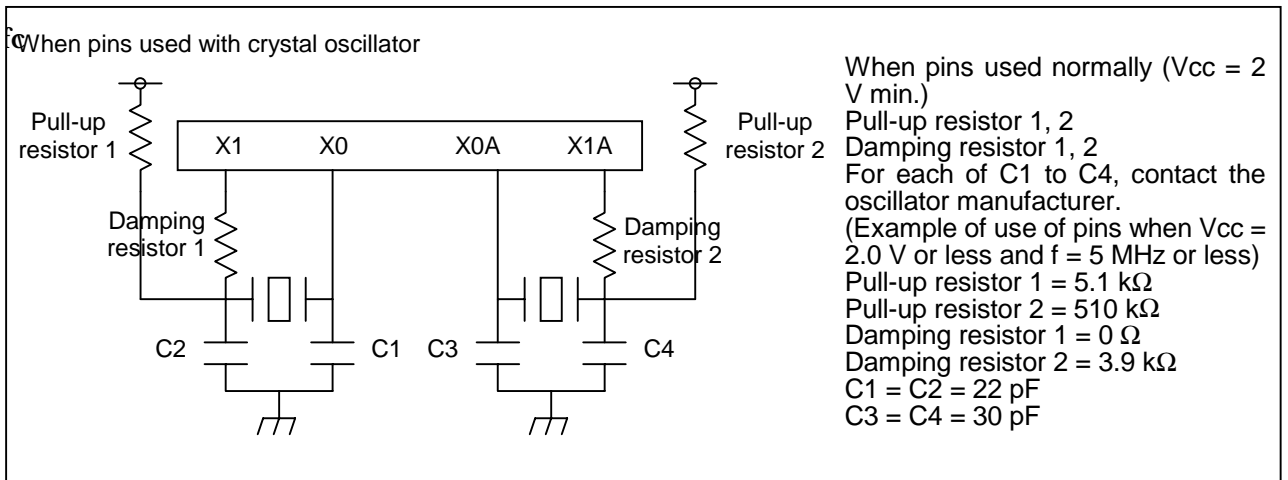 When pins used with crystal oscillator
Pull-up
resistor 1
X1 X0 X0A X1A
Pull-up
resistor 2
Damping
resistor 1
Damping
resistor 2
C2 C1 C3 C4
When pins used normally (Vcc = 2
V min.)
Pull-up resistor 1, 2
Damping resistor 1, 2
For each of C1 to C4, contact the
oscillator manufacturer.
(Example of use of pins when Vcc =
2.0 V or less and f = 5 MHz or less)
Pull-up resistor 1 = 5.1 kΩ
Pull-up resistor 2 = 510 kΩ
Damping resistor 1 = 0 Ω
Damping resistor 2 = 3.9 kΩ
C1 = C2 = 22 pF
C3 = C4 = 30 pF